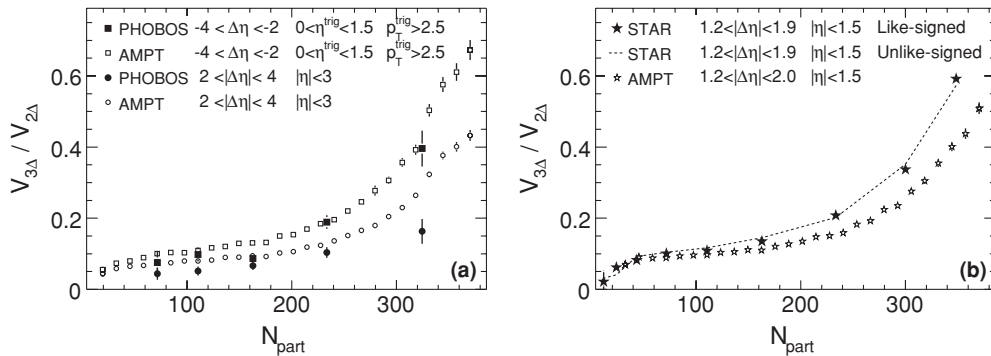 V3Δ / V2Δ
0.6
0.4
0.2
0
■ PHOBOS -4 < Δη <-2 0<η^trig<1.5 p_T^trig>2.5
□ AMPT -4 < Δη <-2 0<η^trig<1.5 p_T^trig>2.5
● PHOBOS 2 <|Δη|< 4 |η|<3
○ AMPT 2 <|Δη|< 4 |η|<3
(a)
100 200 300
N_part
V3Δ / V2Δ
0.6
0.4
0.2
0
★ STAR 1.2<|Δη|<1.9 |η|<1.5 Like-signed
STAR 1.2<|Δη|<1.9 |η|<1.5 Unlike-signed
☆ AMPT 1.2<|Δη|<2.0 |η|<1.5
(b)
100 200 300
N_part